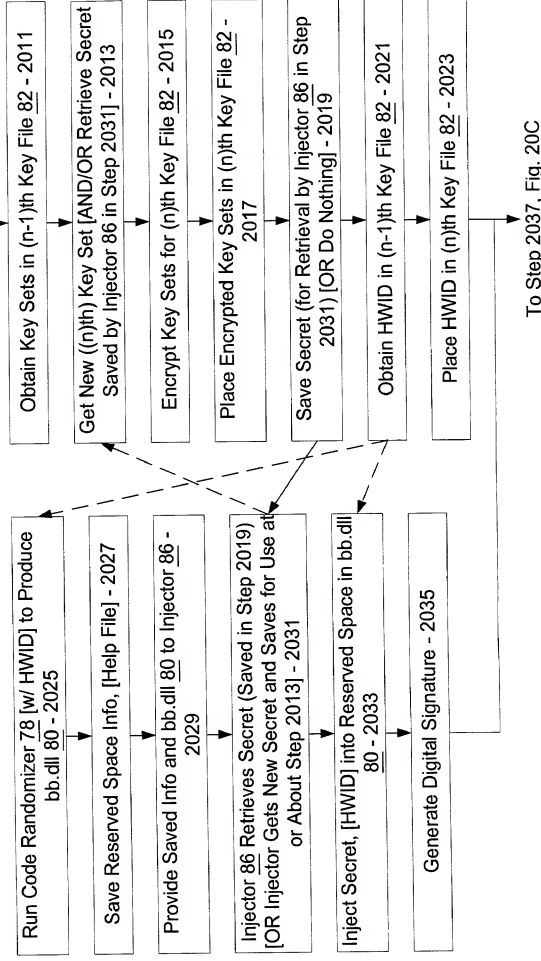 Obtain Key Sets in (n-1)th Key File 82 - 2011
Get New ((n)th) Key Set [AND/OR Retrieve Secret
Saved by Injector 86 in Step 2031] - 2013
Encrypt Key Sets for (n)th Key File 82 - 2015
Place Encrypted Key Sets in (n)th Key File 82 -
2017
Save Secret (for Retrieval by Injector 86 in Step
2031) [OR Do Nothing] - 2019
Obtain HWID in (n-1)th Key File 82 - 2021
Place HWID in (n)th Key File 82 - 2023
Run Code Randomizer 78 [w/ HWID] to Produce
bb.dll 80 - 2025
Save Reserved Space Info, [Help File] - 2027
Provide Saved Info and bb.dll 80 to Injector 86 -
2029
Injector 86 Retrieves Secret (Saved in Step 2019)
[OR Injector Gets New Secret and Saves for Use at
or About Step 2013] - 2031
Inject Secret, [HWID] into Reserved Space in bb.dll
80 - 2033
Generate Digital Signature - 2035
To Step 2037, Fig. 20C